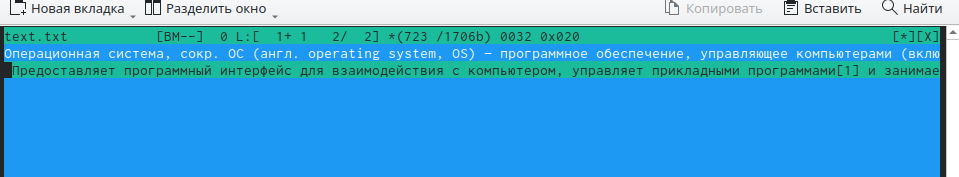 Новая вкладка Разделить окно Копировать Вставить Найти
text.txt [BM--] 0 L:[ 1+ 1 2/ 2] *(723 /1706b) 0032 0x020 [*][X]
Операционная система, сокр. ОС (англ. operating system, OS) — программное обеспечение, управляющее компьютерами (вклю
Предоставляет программный интерфейс для взаимодействия с компьютером, управляет прикладными программами[1] и занимае